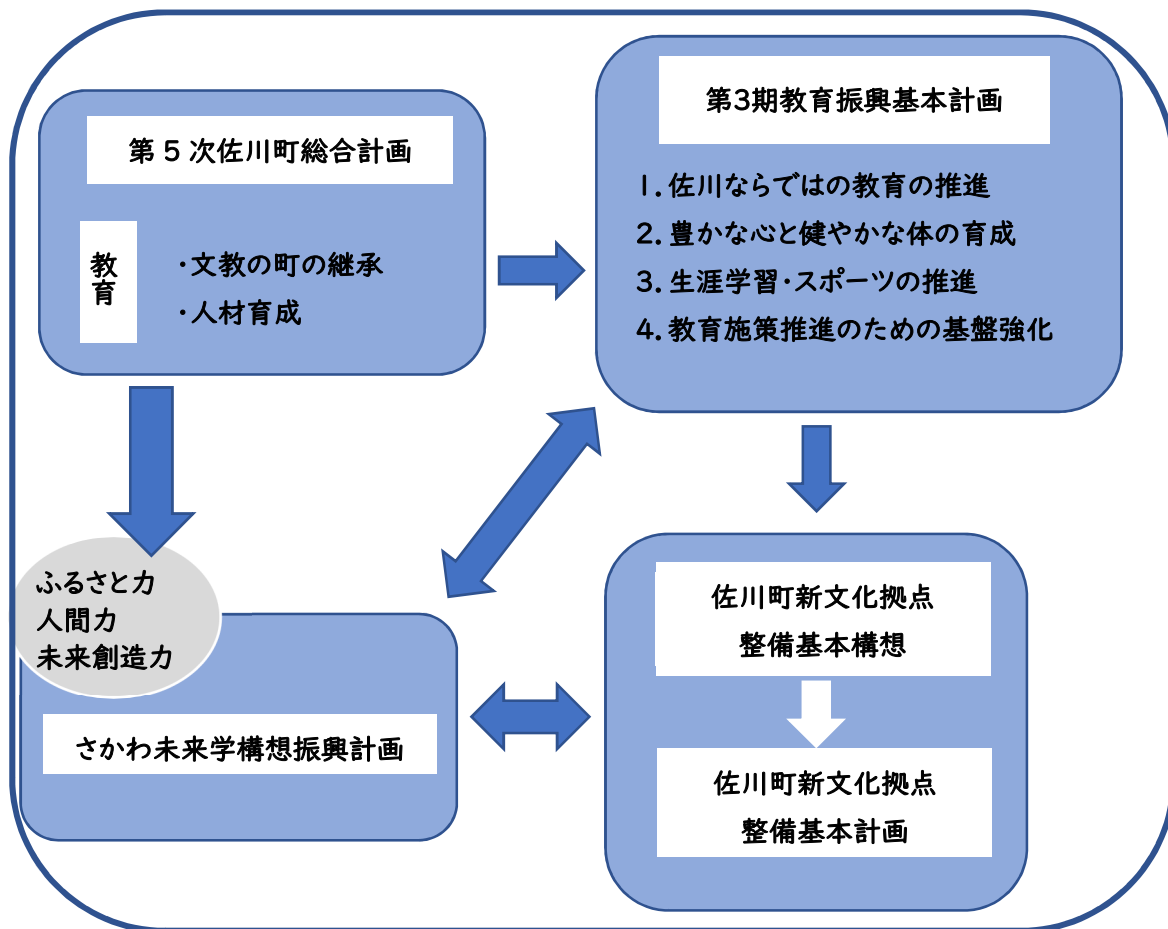 第5次佐川町総合計画
教育
・文教の町の継承
・人材育成
第3期教育振興基本計画
1.佐川ならではの教育の推進
2.豊かな心と健やかな体の育成
3.生涯学習・スポーツの推進
4.教育施策推進のための基盤強化
ふるさと力
人間力
未来創造力
さかわ未来学構想振興計画
佐川町新文化拠点
整備基本構想
佐川町新文化拠点
整備基本計画